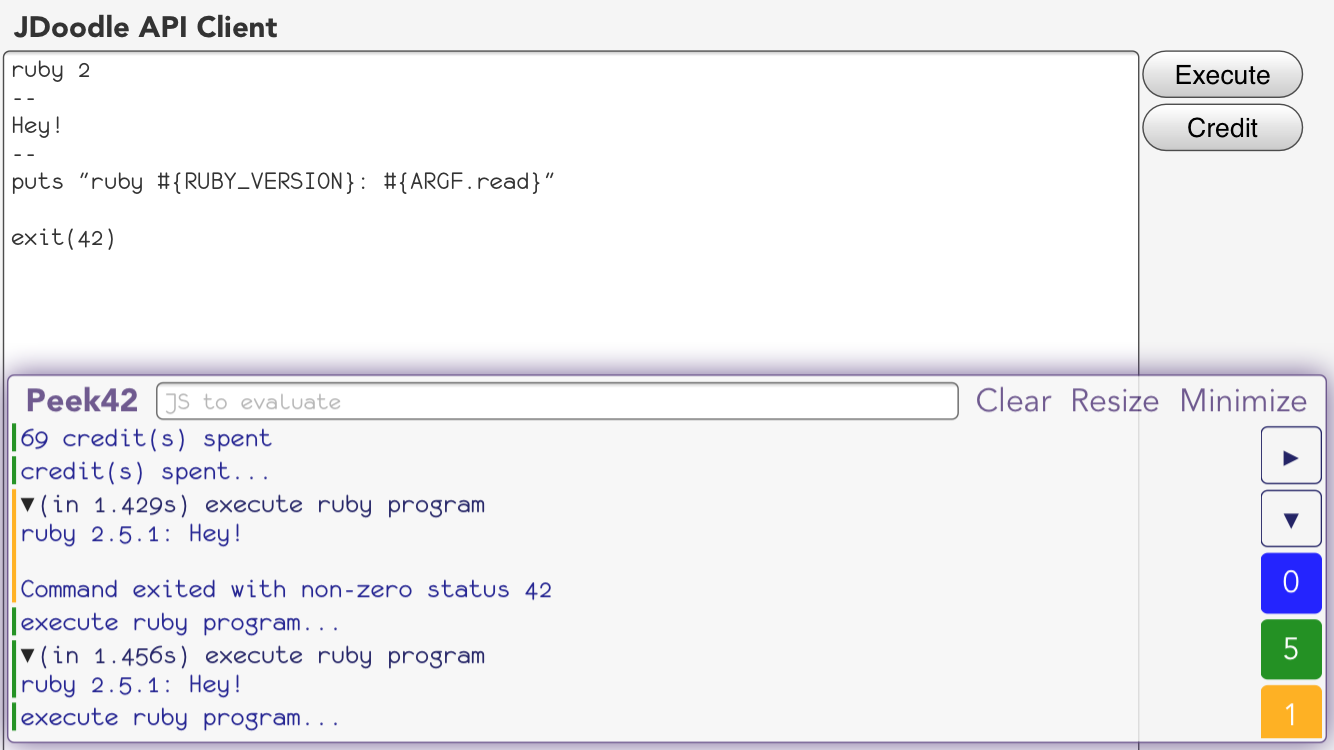 JDoodle API Client
ruby 2
--
Hey!
--
puts "ruby #{RUBY_VERSION}: #{ARGF.read}"
exit(42)
Execute
Credit
Peek42
JS to evaluate
Clear Resize Minimize
69 credit(s) spent
credit(s) spent...
▼(in 1.429s) execute ruby program
ruby 2.5.1: Hey!
Command exited with non-zero status 42
execute ruby program...
▼(in 1.456s) execute ruby program
ruby 2.5.1: Hey!
execute ruby program...
►
▼
0
5
1